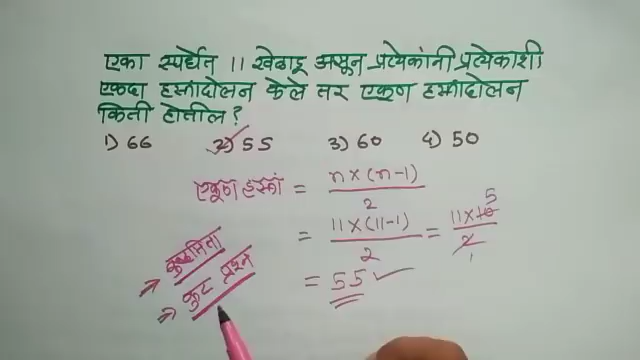 एका स्पर्धेत 11 खेळाडू असून प्रत्येकांनी प्रत्येकाशी
एकदा हस्तांदोलन केले तर एकूण हस्तांदोलन
किती होतील?
1) 66 2) 55 3) 60 4) 50
एकूण हस्तां = n×(n-1) / 2
= 11×(11-1) / 2 = 11×10 5 / 2 1
= 55 ✓
बुद्धिमत्ता
→ कुट प्रश्न
→